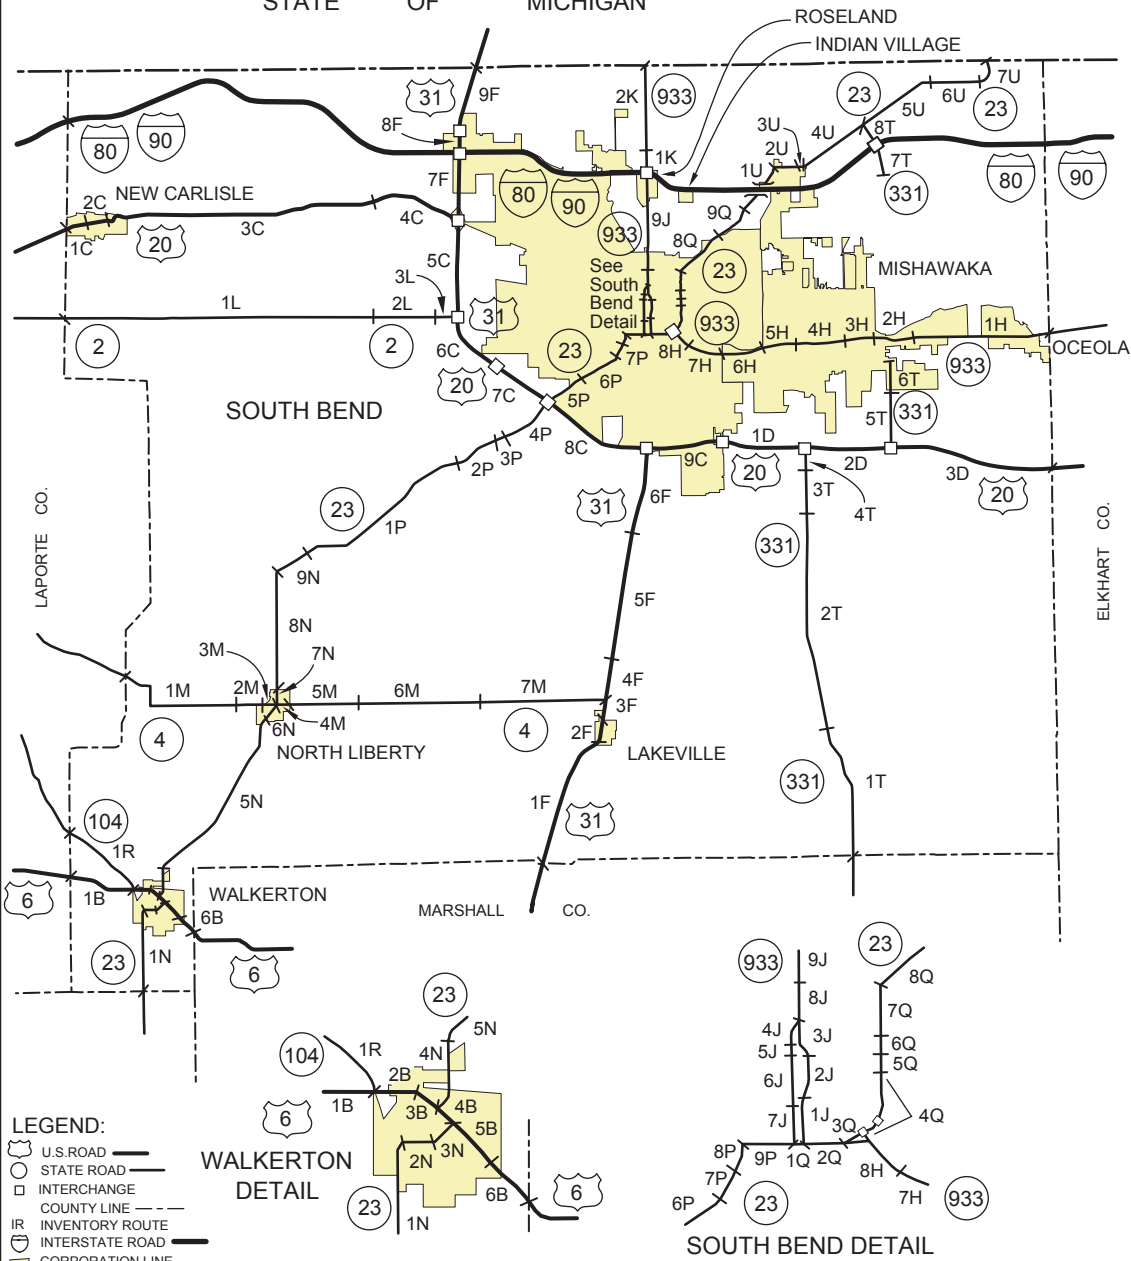 STATE OF MICHIGAN
ROSELAND
INDIAN VILLAGE
31
9F
2K
933
23
7U
6U
23
5U
8F
3U
4U
8T
80
90
1K
2U
1U
7T
80
90
NEW CARLISLE
7F
80
90
331
2C
4C
9J
9Q
1C
20
3C
933
8Q
5C
See
South
Bend
Detail
23
MISHAWAKA
3L
1L
2L
31
933
2H
1H
2
2
6C
23
7P
8H
7H
6H
5H
4H
3H
OCEOLA
20
7C
6P
6T
933
SOUTH BEND
5P
5T
331
4P
8C
1D
3P
9C
20
2D
3D
2P
6F
3T
20
23
31
4T
1P
331
LAPORTE CO.
ELKHART CO.
9N
5F
8N
2T
3M
7N
1M
2M
5M
6M
7M
4F
3F
4
6N
4M
4
2F
NORTH LIBERTY
LAKEVILLE
5N
331
1T
1F
31
104
1R
6
1B
WALKERTON
6B
MARSHALL CO.
23
1N
6
933
9J
23
8Q
8J
7Q
23
5N
4J
3J
6Q
104
1R
4N
5J
5Q
2B
6J
2J
6
1B
3B
4B
7J
1J
3Q
4Q
5B
LEGEND:
U.S.ROAD
STATE ROAD
INTERCHANGE
COUNTY LINE
IR INVENTORY ROUTE
INTERSTATE ROAD
CORPORATION LINE
WALKERTON
DETAIL
2N
3N
6B
6
23
1N
8P
9P
1Q
2Q
8H
7P
7H
6P
23
933
SOUTH BEND DETAIL